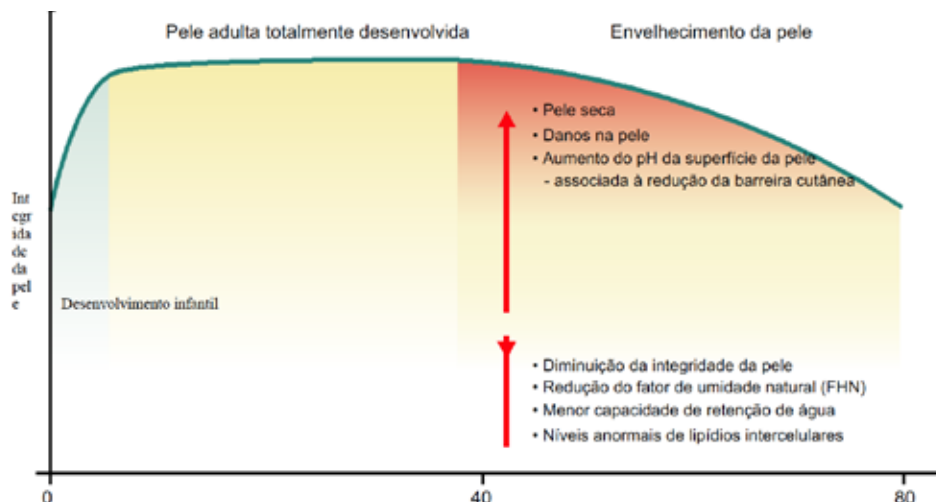 Pele adulta totalmente desenvolvida
Envelhecimento da pele
• Pele seca
• Danos na pele
• Aumento do pH da superfície da pele
- associada à redução da barreira cutânea
Int
egr
ida
de
da
pel
e
Desenvolvimento infantil
• Diminuição da integridade da pele
• Redução do fator de umidade natural (FHN)
• Menor capacidade de retenção de água
• Níveis anormais de lipídios intercelulares
0
40
80